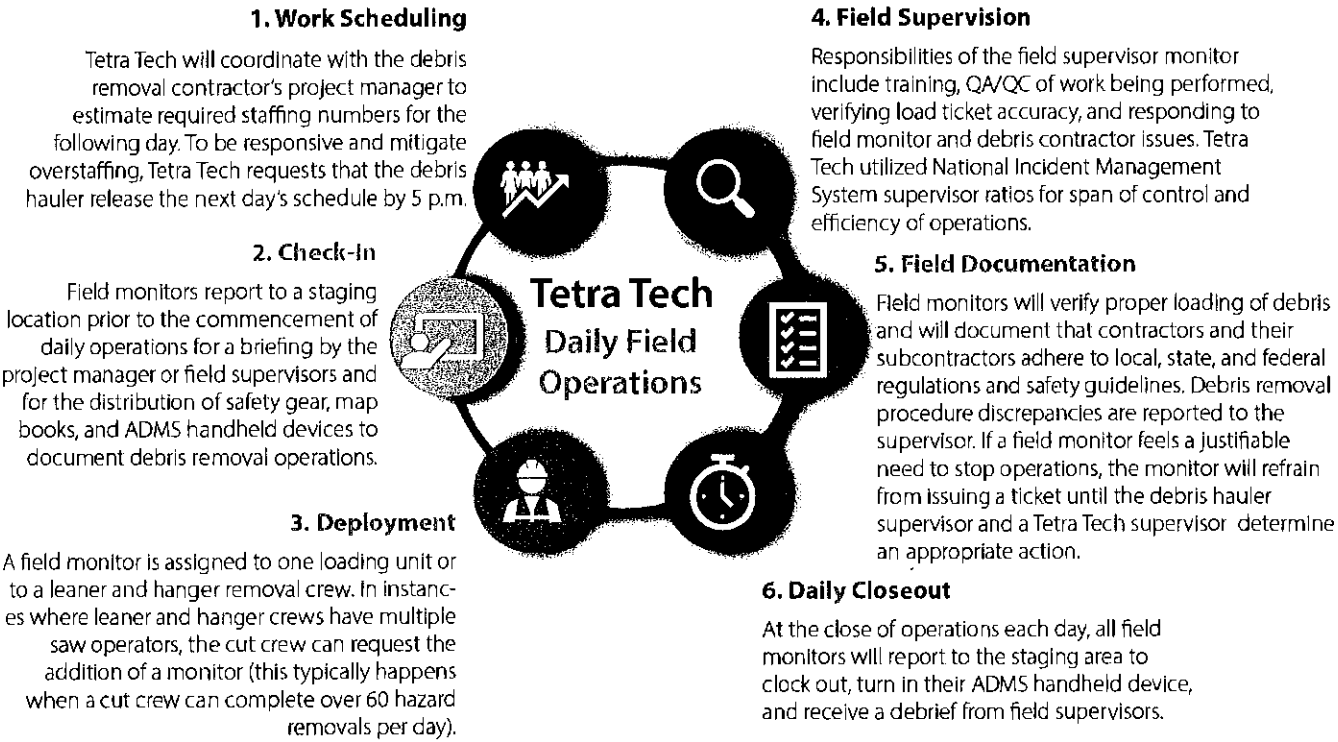 1. Work Scheduling
Tetra Tech will coordinate with the debris
removal contractor's project manager to
estimate required staffing numbers for the
following day. To be responsive and mitigate
overstaffing, Tetra Tech requests that the debris
hauler release the next day's schedule by 5 p.m.
2. Check-In
Field monitors report to a staging
location prior to the commencement of
daily operations for a briefing by the
project manager or field supervisors and
for the distribution of safety gear, map
books, and ADMS handheld devices to
document debris removal operations.
3. Deployment
A field monitor is assigned to one loading unit or
to a leaner and hanger removal crew. In instanc-
es where leaner and hanger crews have multiple
saw operators, the cut crew can request the
addition of a monitor (this typically happens
when a cut crew can complete over 60 hazard
removals per day).
Tetra Tech
Daily Field
Operations
4. Field Supervision
Responsibilities of the field supervisor monitor
include training, QA/QC of work being performed,
verifying load ticket accuracy, and responding to
field monitor and debris contractor issues. Tetra
Tech utilized National Incident Management
System supervisor ratios for span of control and
efficiency of operations.
5. Field Documentation
Field monitors will verify proper loading of debris
and will document that contractors and their
subcontractors adhere to local, state, and federal
regulations and safety guidelines. Debris removal
procedure discrepancies are reported to the
supervisor. If a field monitor feels a justifiable
need to stop operations, the monitor will refrain
from issuing a ticket until the debris hauler
supervisor and a Tetra Tech supervisor determine
an appropriate action.
6. Daily Closeout
At the close of operations each day, all field
monitors will report to the staging area to
clock out, turn in their ADMS handheld device,
and receive a debrief from field supervisors.